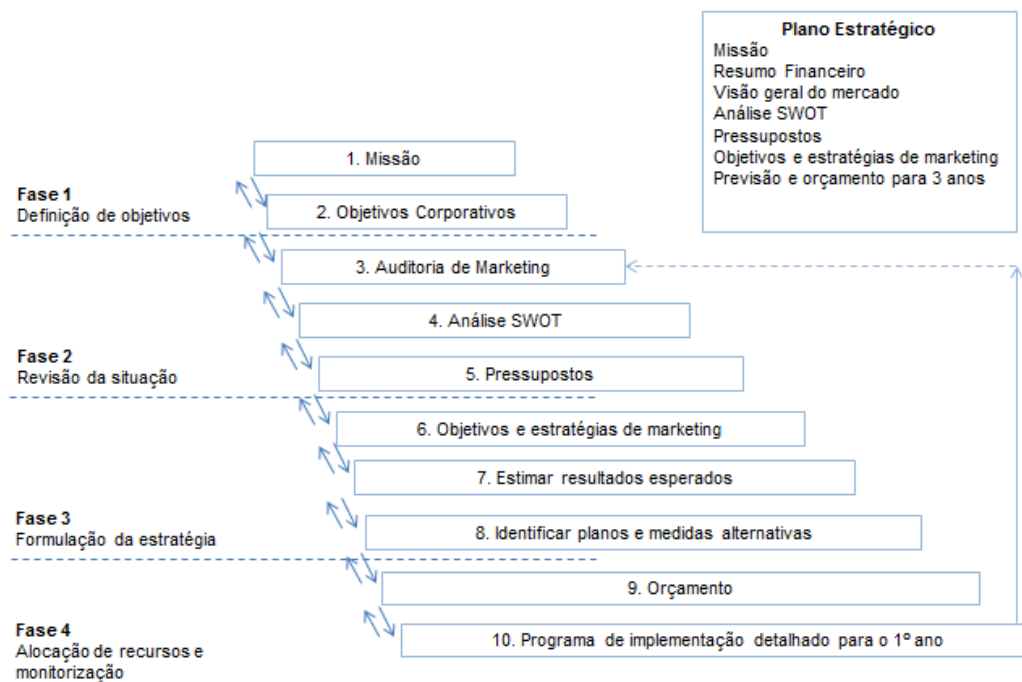 Plano Estratégico
Missão
Resumo Financeiro
Visão geral do mercado
Análise SWOT
Pressupostos
Objetivos e estratégias de marketing
Previsão e orçamento para 3 anos
1. Missão
Fase 1
Definição de objetivos
2. Objetivos Corporativos
3. Auditoria de Marketing
4. Análise SWOT
Fase 2
Revisão da situação
5. Pressupostos
6. Objetivos e estratégias de marketing
7. Estimar resultados esperados
Fase 3
Formulação da estratégia
8. Identificar planos e medidas alternativas
9. Orçamento
Fase 4
Alocação de recursos e
monitorização
10. Programa de implementação detalhado para o 1º ano